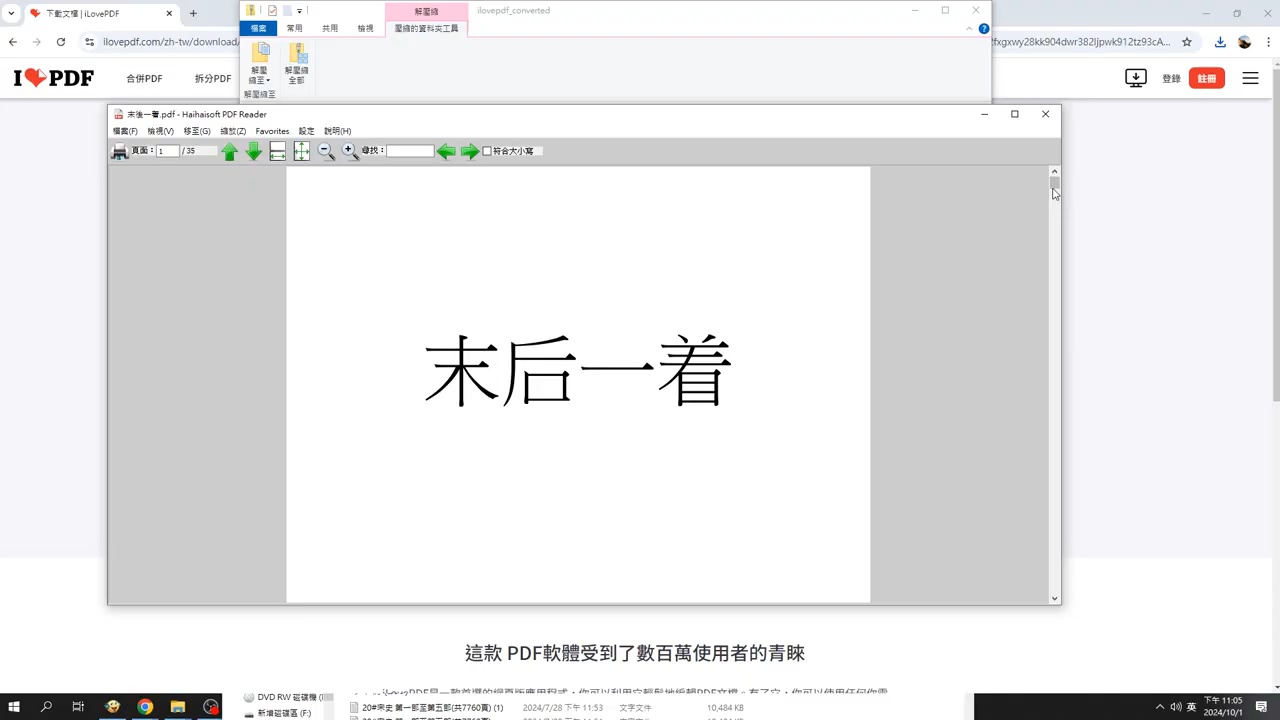 下載文檔 | iLovePDF
解壓縮
ilovepdf_converted
檔案
常用
共用
檢視
壓縮的資料夾工具
ilovepdf.com/zh-tw/download/
解壓
縮至
解壓縮
全部
解壓縮至
I PDF
合併PDF
拆分PDF
登錄
註冊
末後一着.pdf - Haihaisoft PDF Reader
檔案(F)
檢視(V)
移至(G)
縮放(Z)
Favorites
設定
說明(H)
頁面：
1
/ 35
尋找：
符合大小寫
末后一着
這款 PDF軟體受到了數百萬使用者的青睞
DVD RW 磁碟機 (
新增磁碟區 (F:)
20#宋史 第一部至第五部(共7760頁) (1)
2024/7/28 下午 11:53
文字文件
10,484 KB
英
下午 11:05
2024/10/1